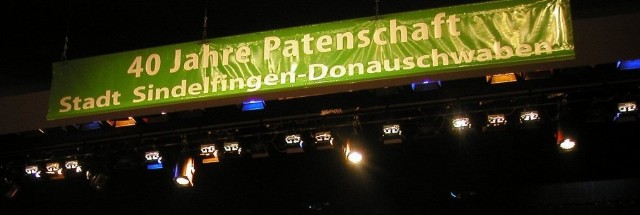 40 Jahre Patenschaft
Stadt Sindelfingen-Donauschwaben